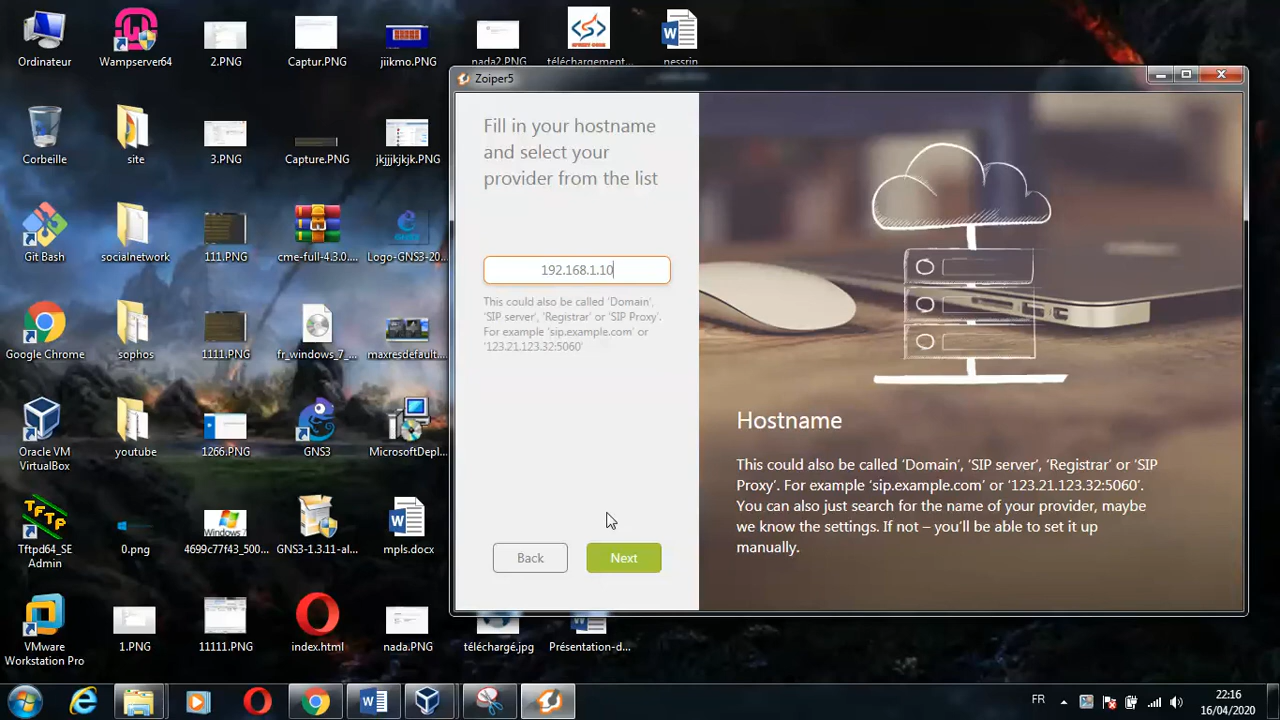 Ordinateur
Wampserver64
2.PNG
Captur.PNG
jiikmo.PNG
nada2.PNG
téléchargement...
nessrin
Corbeille
site
3.PNG
Capture.PNG
jkjjjkjkjk.PNG
Git Bash
socialnetwork
111.PNG
cme-full-4.3.0....
Logo-GNS3-20...
Google Chrome
sophos
1111.PNG
fr_windows_7_...
maxresdefault....
Oracle VM
VirtualBox
youtube
1266.PNG
GNS3
MicrosoftDepl...
Tftpd64_SE
Admin
0.png
4699c77f43_500...
GNS3-1.3.11-al...
mpls.docx
VMware
Workstation Pro
1.PNG
11111.PNG
index.html
nada.PNG
téléchargé.jpg
Présentation-d...
Zoiper5
Fill in your hostname
and select your
provider from the list
192.168.1.10
This could also be called 'Domain',
'SIP server', 'Registrar' or 'SIP Proxy'.
For example 'sip.example.com' or
'123.21.123.32:5060'
Back
Next
Hostname
This could also be called ‘Domain’, ‘SIP server’, ‘Registrar’ or ‘SIP
Proxy’. For example ‘sip.example.com’ or ‘123.21.123.32:5060’.
You can also just search for the name of your provider, maybe
we know the settings. If not – you’ll be able to set it up
manually.
FR
22:16
16/04/2020